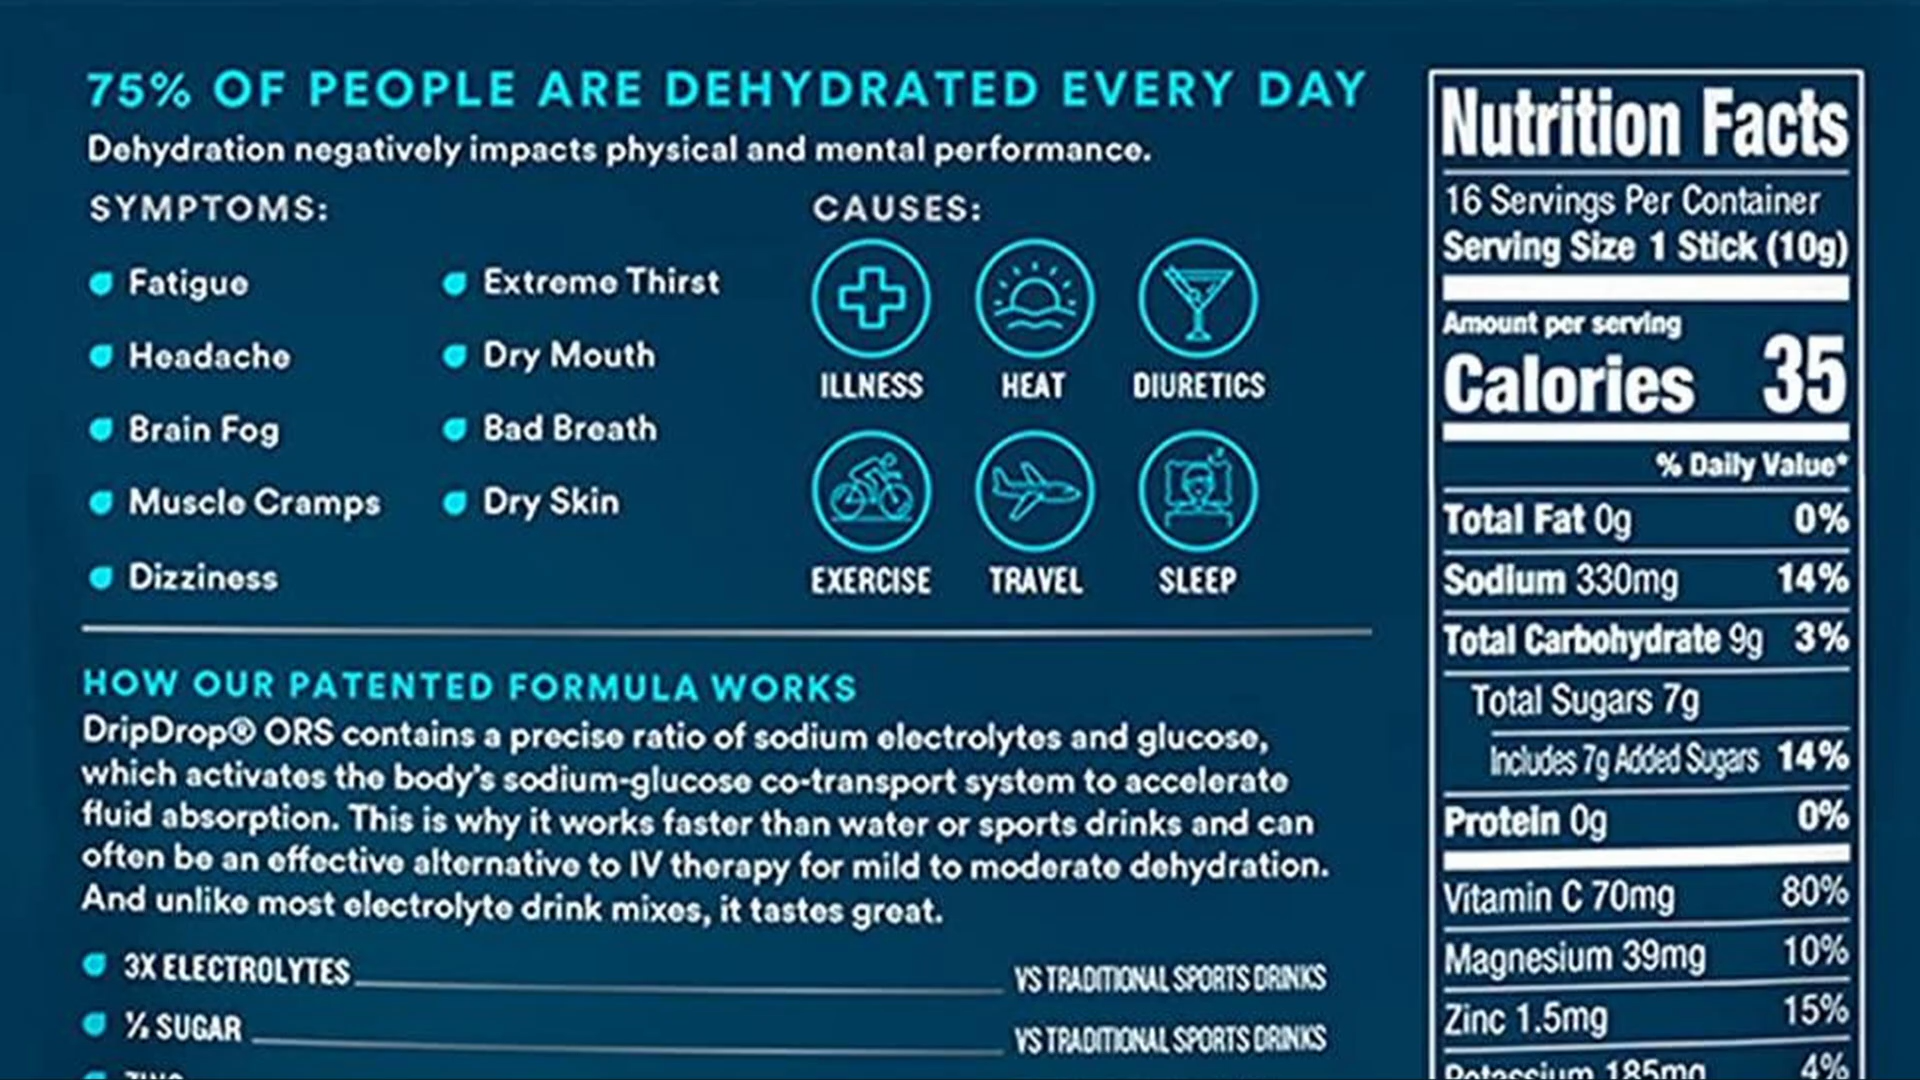 75% OF PEOPLE ARE DEHYDRATED EVERY DAY
Dehydration negatively impacts physical and mental performance.
SYMPTOMS:
Fatigue
Headache
Brain Fog
Muscle Cramps
Dizziness
Extreme Thirst
Dry Mouth
Bad Breath
Dry Skin
CAUSES:
ILLNESS HEAT DIURETICS
EXERCISE TRAVEL SLEEP
HOW OUR PATENTED FORMULA WORKS
DripDrop® ORS contains a precise ratio of sodium electrolytes and glucose,
which activates the body's sodium-glucose co-transport system to accelerate
fluid absorption. This is why it works faster than water or sports drinks and can
often be an effective alternative to IV therapy for mild to moderate dehydration.
And unlike most electrolyte drink mixes, it tastes great.
3X ELECTROLYTES VS TRADITIONAL SPORTS DRINKS
½ SUGAR VS TRADITIONAL SPORTS DRINKS
ZINC
Nutrition Facts
16 Servings Per Container
Serving Size 1 Stick (10g)
Amount per serving
Calories 35
% Daily Value*
Total Fat 0g 0%
Sodium 330mg 14%
Total Carbohydrate 9g 3%
Total Sugars 7g
Includes 7g Added Sugars 14%
Protein 0g 0%
Vitamin C 70mg 80%
Magnesium 39mg 10%
Zinc 1.5mg 15%
Potassium 185mg 4%